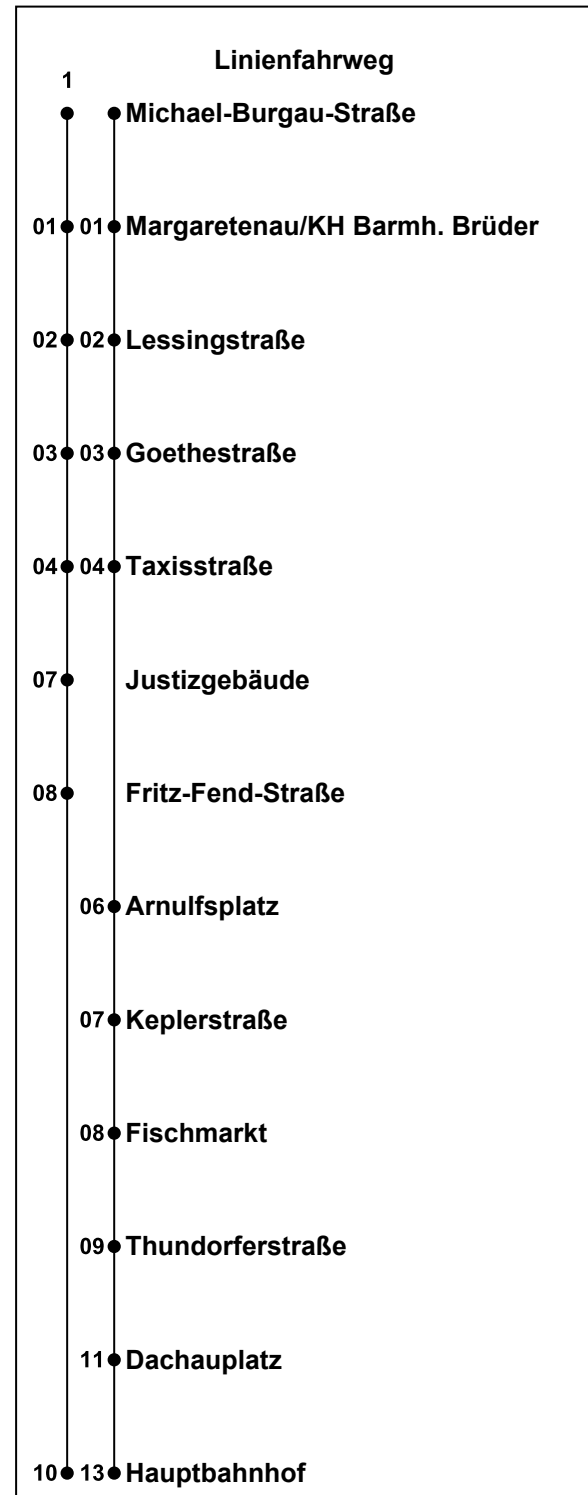 Linienfahrweg
1
Michael-Burgau-Straße
01 01 Margaretenau/KH Barmh. Brüder
02 02 Lessingstraße
03 03 Goethestraße
04 04 Taxisstraße
07 Justizgebäude
08 Fritz-Fend-Straße
06 Arnulfsplatz
07 Keplerstraße
08 Fischmarkt
09 Thundorferstraße
11 Dachauplatz
10 13 Hauptbahnhof